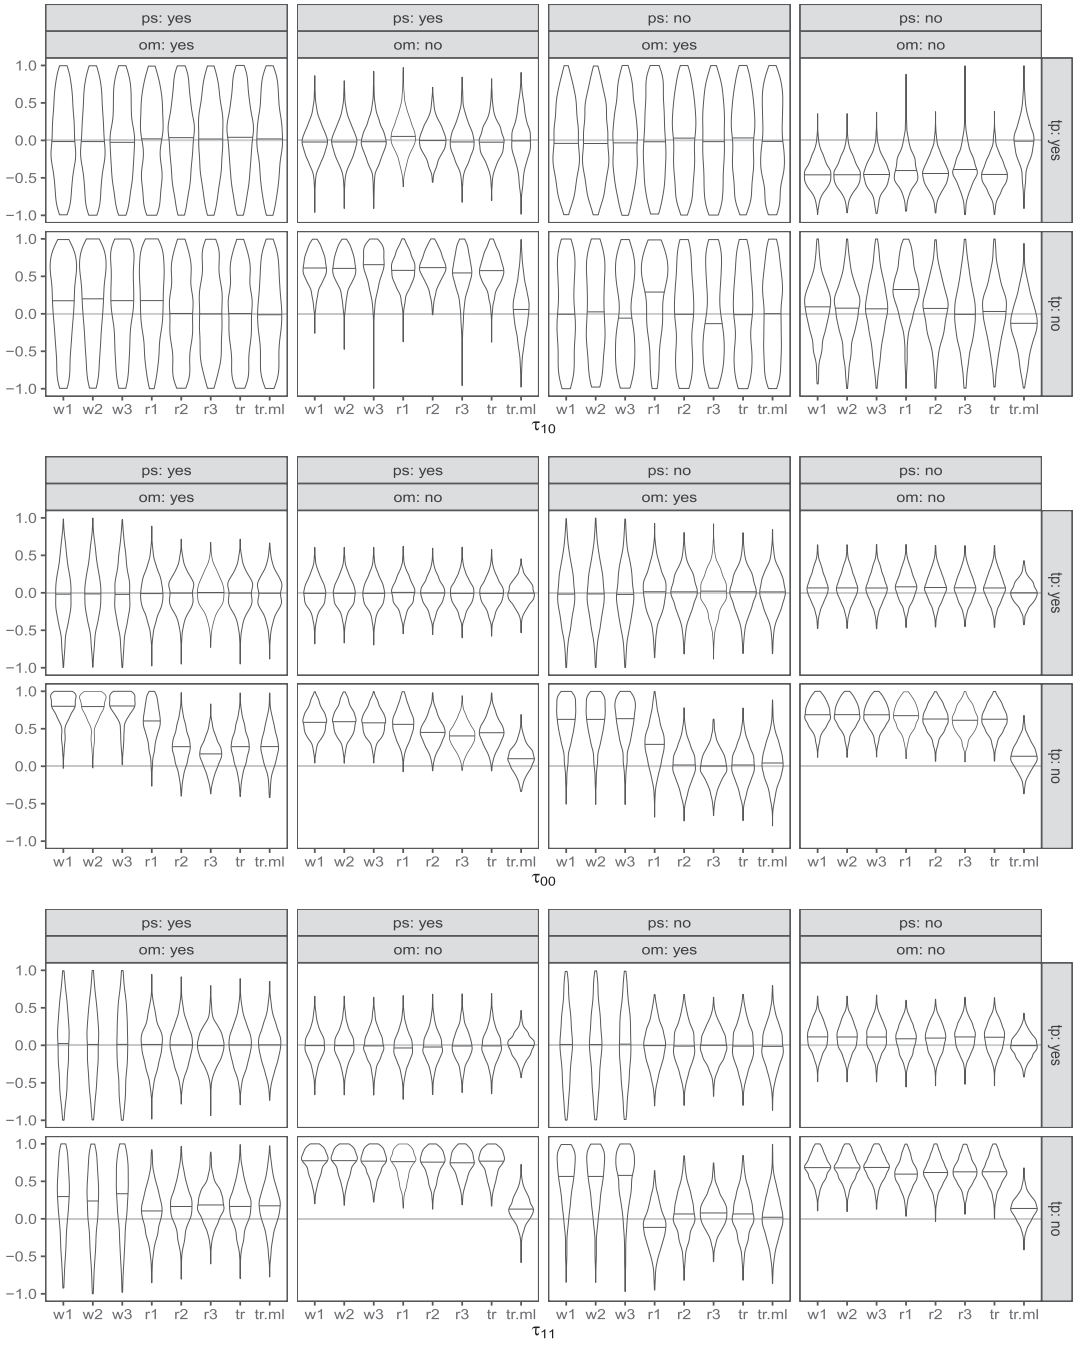 ps: yes ps: yes ps: no ps: no
om: yes om: no om: yes om: no
1.0
0.5
0.0
−0.5
−1.0
tp: yes
1.0
0.5
0.0
−0.5
−1.0
tp: no
w1 w2 w3 r1 r2 r3 tr tr.ml w1 w2 w3 r1 r2 r3 tr tr.ml w1 w2 w3 r1 r2 r3 tr tr.ml w1 w2 w3 r1 r2 r3 tr tr.ml
τ10
ps: yes ps: yes ps: no ps: no
om: yes om: no om: yes om: no
1.0
0.5
0.0
−0.5
−1.0
tp: yes
1.0
0.5
0.0
−0.5
−1.0
tp: no
w1 w2 w3 r1 r2 r3 tr tr.ml w1 w2 w3 r1 r2 r3 tr tr.ml w1 w2 w3 r1 r2 r3 tr tr.ml w1 w2 w3 r1 r2 r3 tr tr.ml
τ00
ps: yes ps: yes ps: no ps: no
om: yes om: no om: yes om: no
1.0
0.5
0.0
−0.5
−1.0
tp: yes
1.0
0.5
0.0
−0.5
−1.0
tp: no
w1 w2 w3 r1 r2 r3 tr tr.ml w1 w2 w3 r1 r2 r3 tr tr.ml w1 w2 w3 r1 r2 r3 tr tr.ml w1 w2 w3 r1 r2 r3 tr tr.ml
τ11